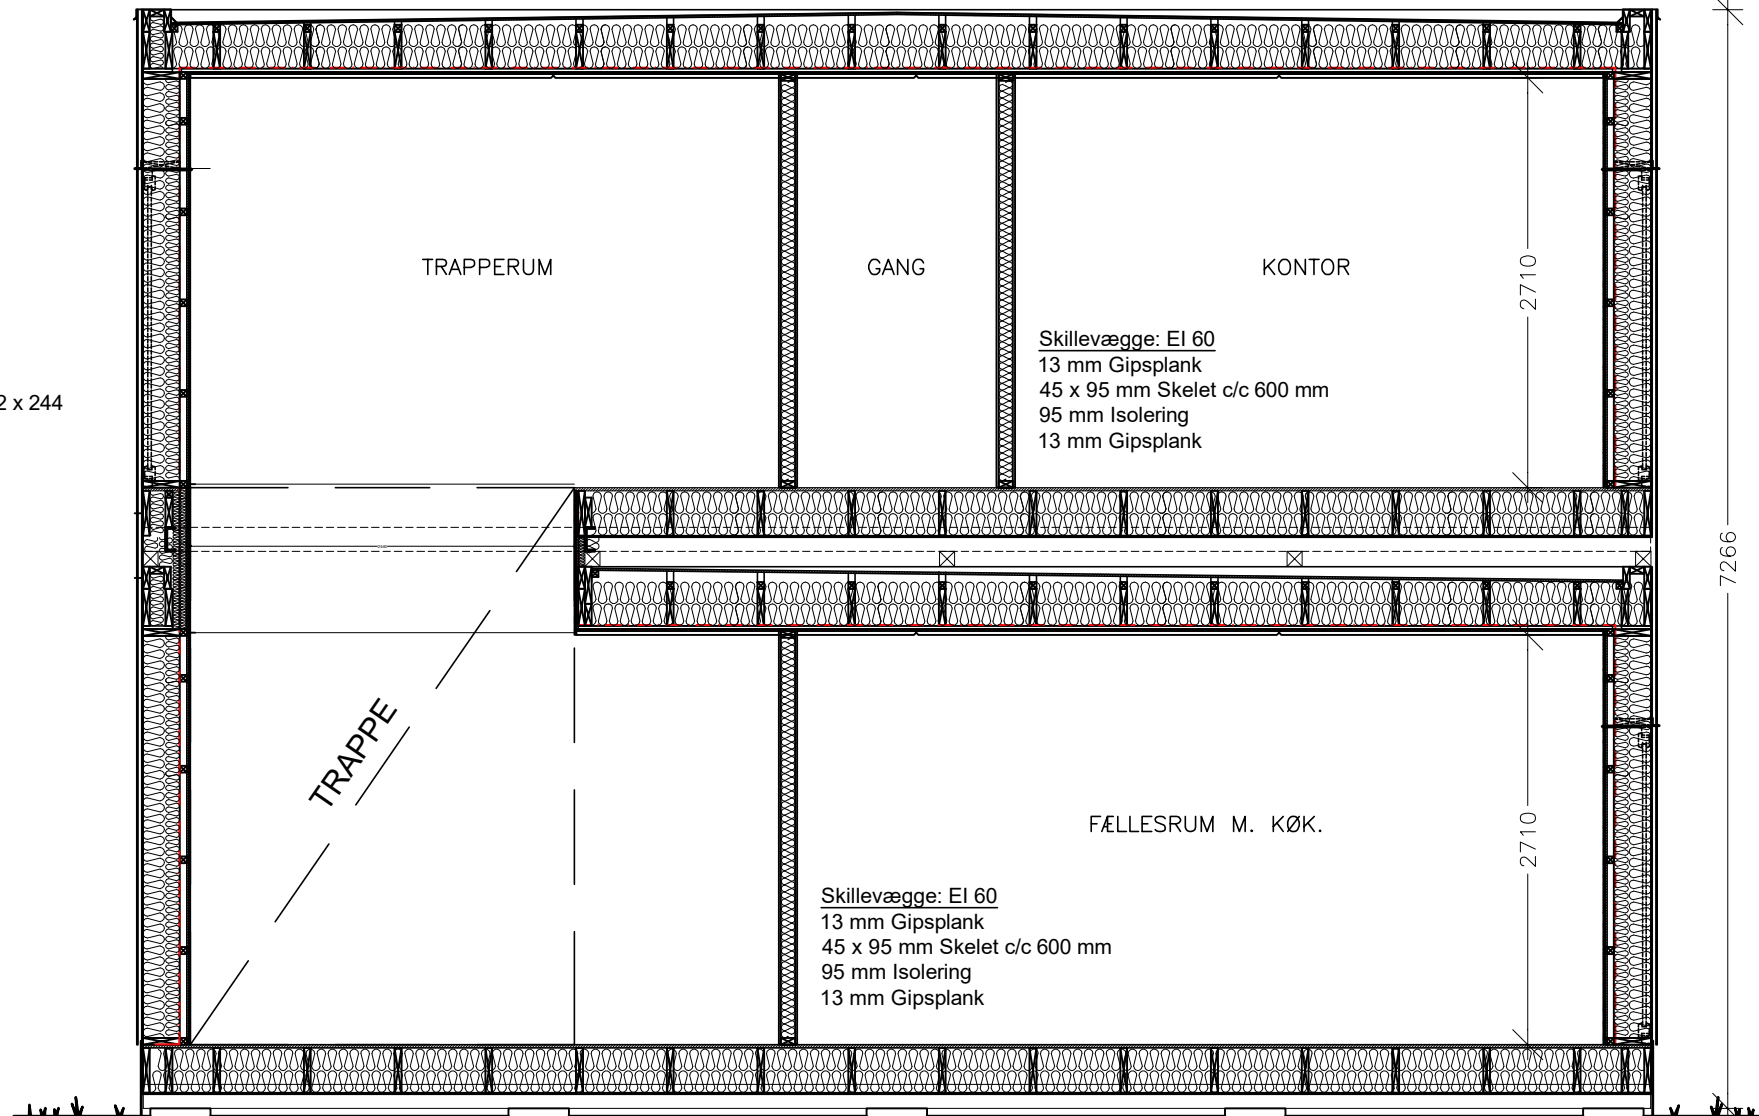 TRAPPERUM
GANG
KONTOR
2710
Skillevægge: EI 60
13 mm Gipsplank
45 x 95 mm Skelet c/c 600 mm
95 mm Isolering
13 mm Gipsplank
2 x 244
7266
TRAPPE
FÆLLESRUM M. KØK.
2710
Skillevægge: EI 60
13 mm Gipsplank
45 x 95 mm Skelet c/c 600 mm
95 mm Isolering
13 mm Gipsplank